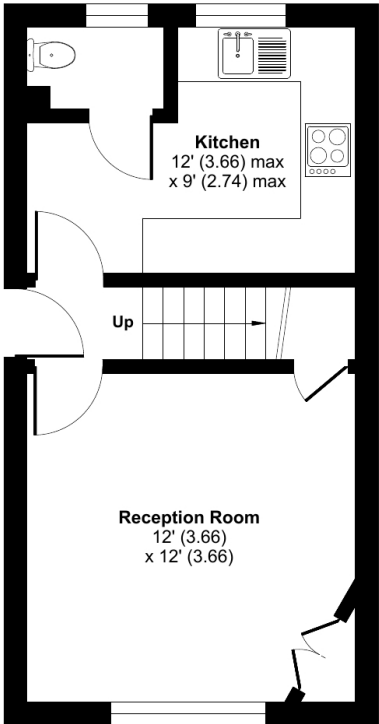 Kitchen
12' (3.66) max
x 9' (2.74) max
Up
Reception Room
12' (3.66)
x 12' (3.66)